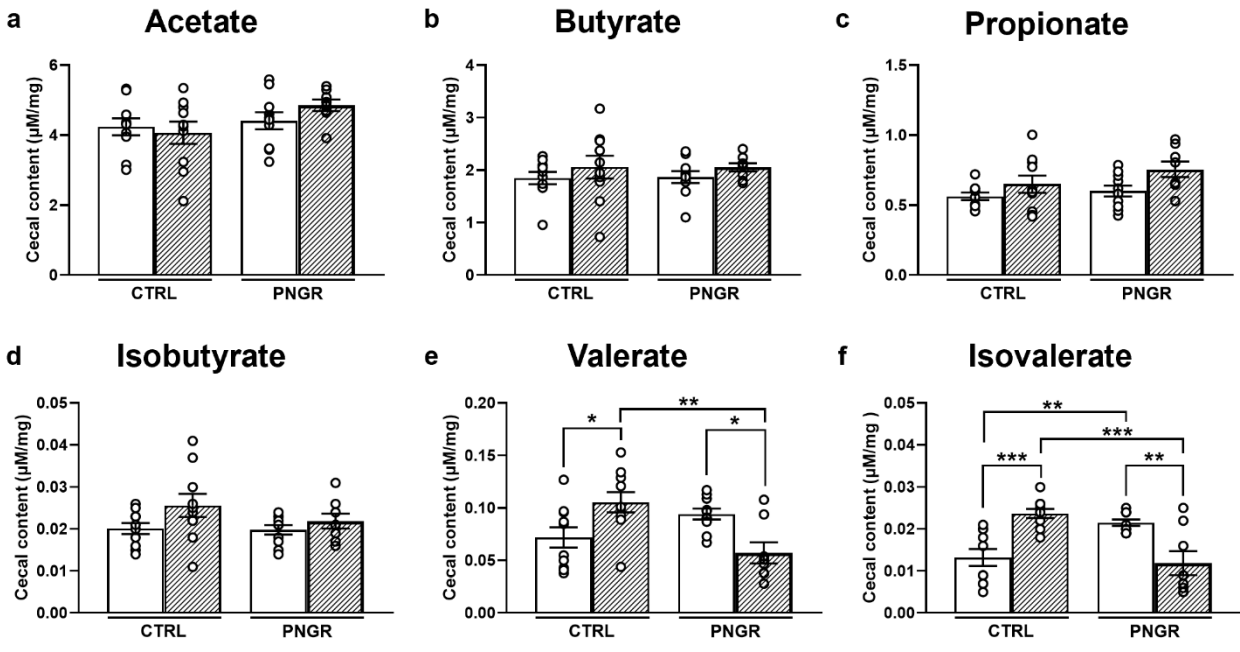 a Acetate
Cecal content (µM/mg)
6
4
2
0
CTRL PNGR
b Butyrate
Cecal content (µM/mg)
4
3
2
1
0
CTRL PNGR
c Propionate
Cecal content (µM/mg)
1.5
1.0
0.5
0.0
CTRL PNGR
d Isobutyrate
Cecal content (µM/mg)
0.05
0.04
0.03
0.02
0.01
0.00
CTRL PNGR
e Valerate
Cecal content (µM/mg)
0.20
0.15
0.10
0.05
0.00
**
* *
CTRL PNGR
f Isovalerate
Cecal content (µM/mg )
0.05
0.04
0.03
0.02
0.01
0.00
**
***
*** **
CTRL PNGR